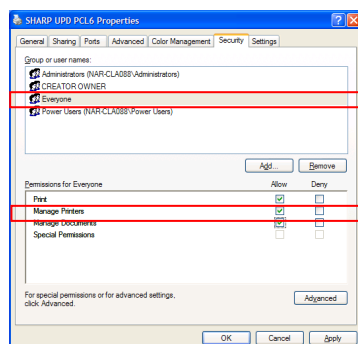 SHARP UPD PCL6 Properties
General Sharing Ports Advanced Color Management Security Settings
Group or user names:
Administrators (NAR-CLA088\Administrators)
CREATOR OWNER
Everyone
Power Users (NAR-CLA088\Power Users)
Add... Remove
Permissions for Everyone Allow Deny
Print
Manage Printers
Manage Documents
Special Permissions
For special permissions or for advanced settings,
click Advanced.
Advanced
OK Cancel Apply